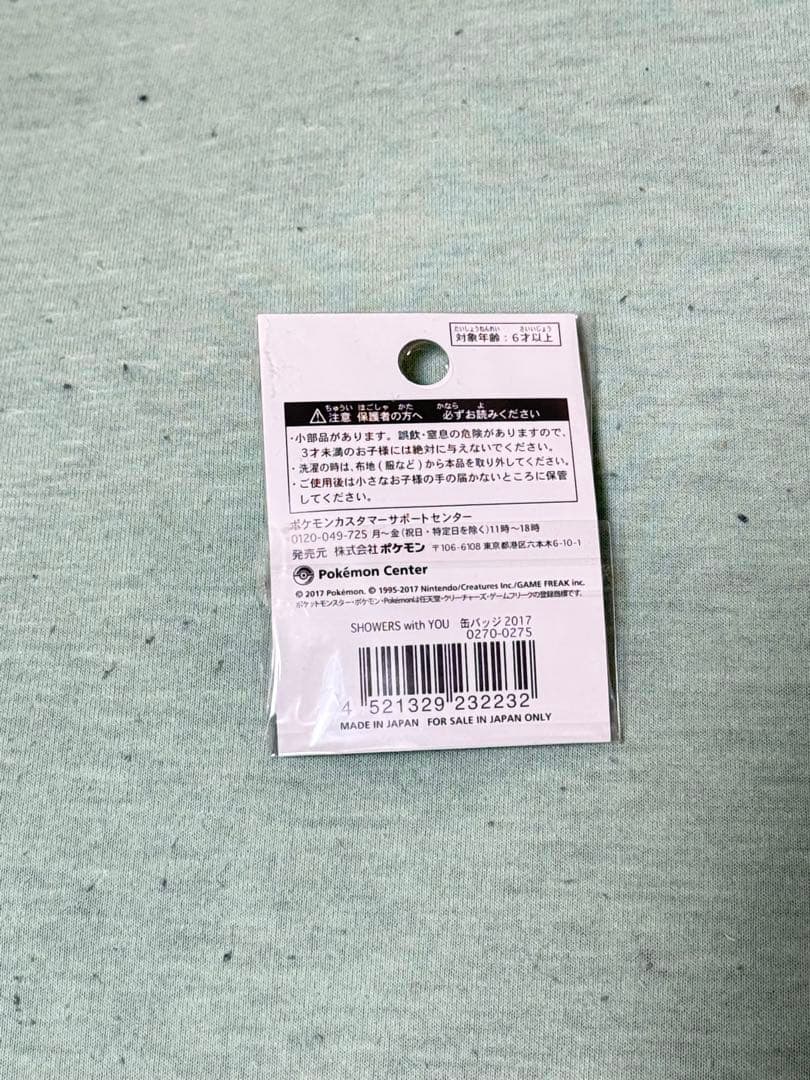 たいしょうねんれい さいいじょう
対象年齢：6才以上
ちゅうい ほごしゃ かた かなら よ
⚠注意 保護者の方へ 必ずお読みください
・小部品があります。誤飲・窒息の危険がありますので、
3才未満のお子様には絶対に与えないでください。
・洗濯の時は、布地(服など)から本品を取り外してください。
・ご使用後は小さなお子様の手の届かないところに保管
してください。
ポケモンカスタマーサポートセンター
0120-049-725 月～金(祝日・特定日を除く)11時～18時
発売元 株式会社ポケモン 〒106-6108 東京都港区六本木6-10-1
Pokémon Center
© 2017 Pokémon. © 1995-2017 Nintendo/Creatures Inc./GAME FREAK inc.
ポケットモンスター・ポケモン・Pokémonは任天堂・クリーチャーズ・ゲームフリークの登録商標です。
SHOWERS with YOU 缶バッジ 2017
0270-0275
4 521329 232232
MADE IN JAPAN FOR SALE IN JAPAN ONLY